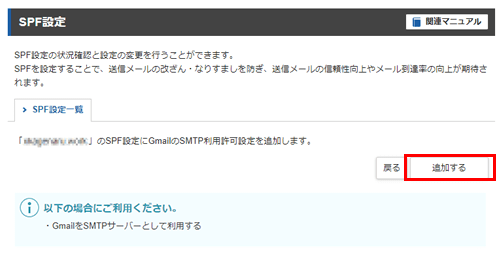 SPF設定
関連マニュアル
SPF設定の状況確認と設定の変更を行うことができます。
SPFを設定することで、送信メールの改ざん・なりすましを防ぎ、送信メールの信頼性向上やメール到達率の向上が期待さ
れます。
SPF設定一覧
「 」のSPF設定にGmailのSMTP利用許可設定を追加します。
戻る 追加する
以下の場合にご利用ください。
・GmailをSMTPサーバーとして利用する